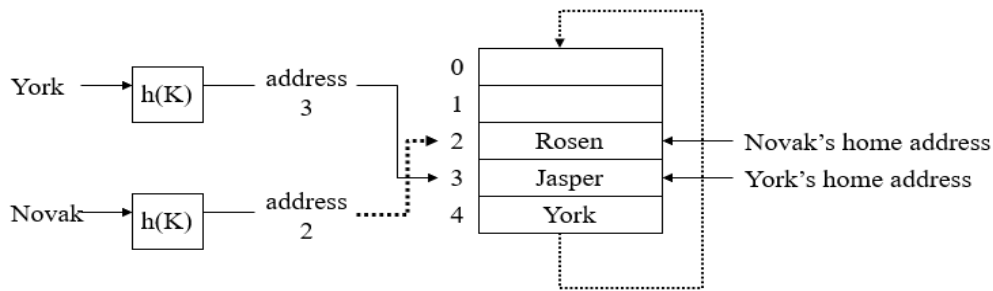 York
h(K)
address
3
Novak
h(K)
address
2
0
1
2 Rosen
3 Jasper
4 York
Novak’s home address
York’s home address